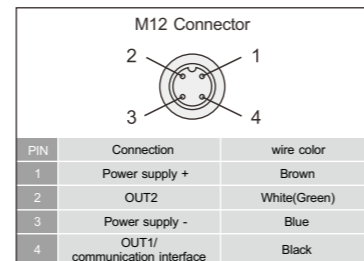 M12 Connector
2 1
3 4
PIN Connection wire color
1 Power supply + Brown
2 OUT2 White(Green)
3 Power supply - Blue
4 OUT1/
communication interface Black